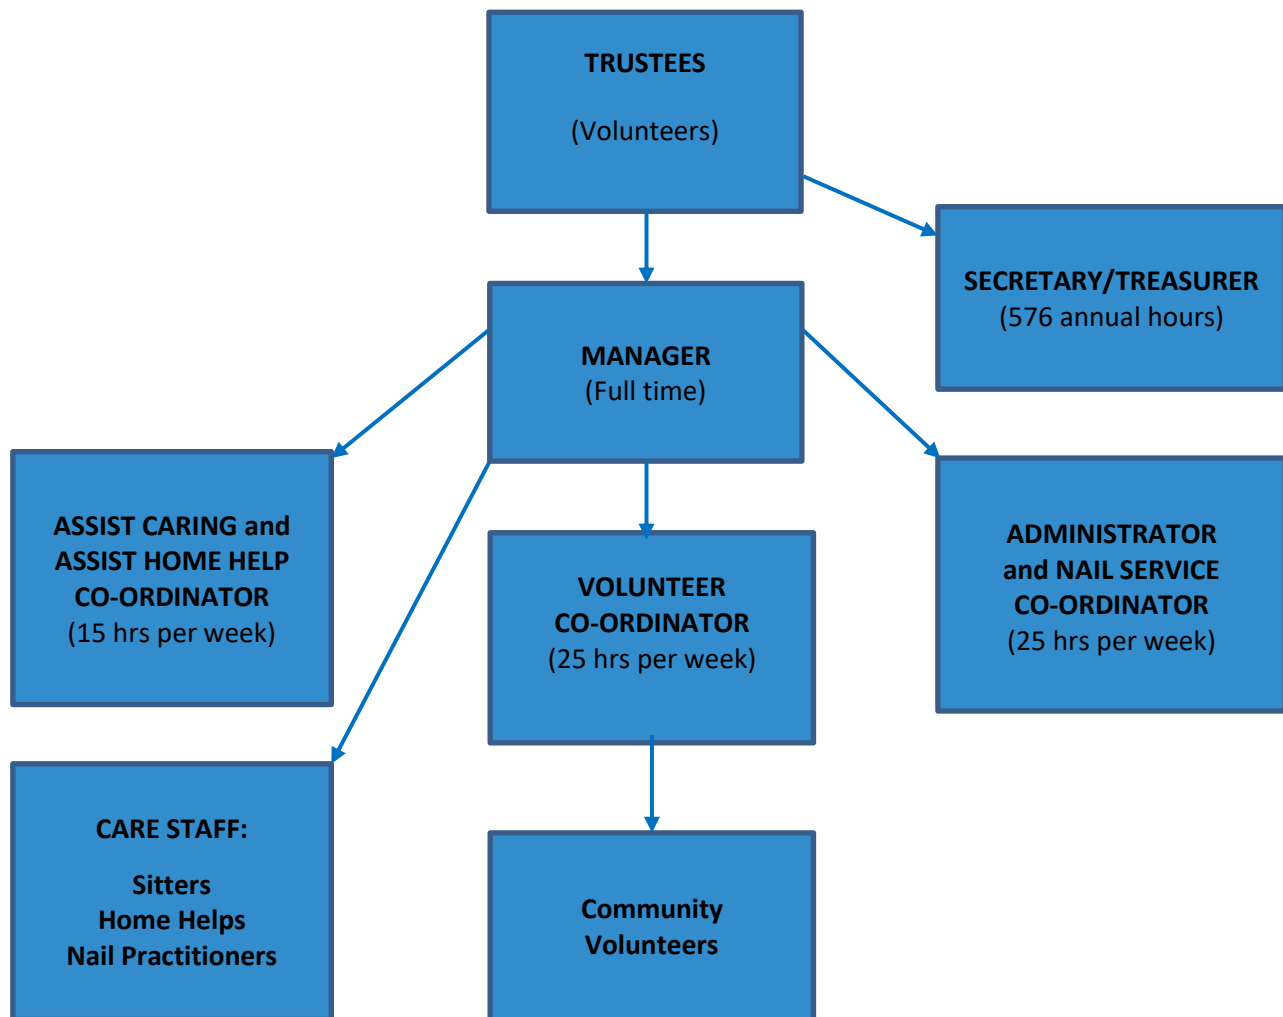 TRUSTEES
(Volunteers)
SECRETARY/TREASURER
(576 annual hours)
MANAGER
(Full time)
ASSIST CARING and
ASSIST HOME HELP
CO-ORDINATOR
(15 hrs per week)
VOLUNTEER
CO-ORDINATOR
(25 hrs per week)
ADMINISTRATOR
and NAIL SERVICE
CO-ORDINATOR
(25 hrs per week)
CARE STAFF:
Sitters
Home Helps
Nail Practitioners
Community
Volunteers